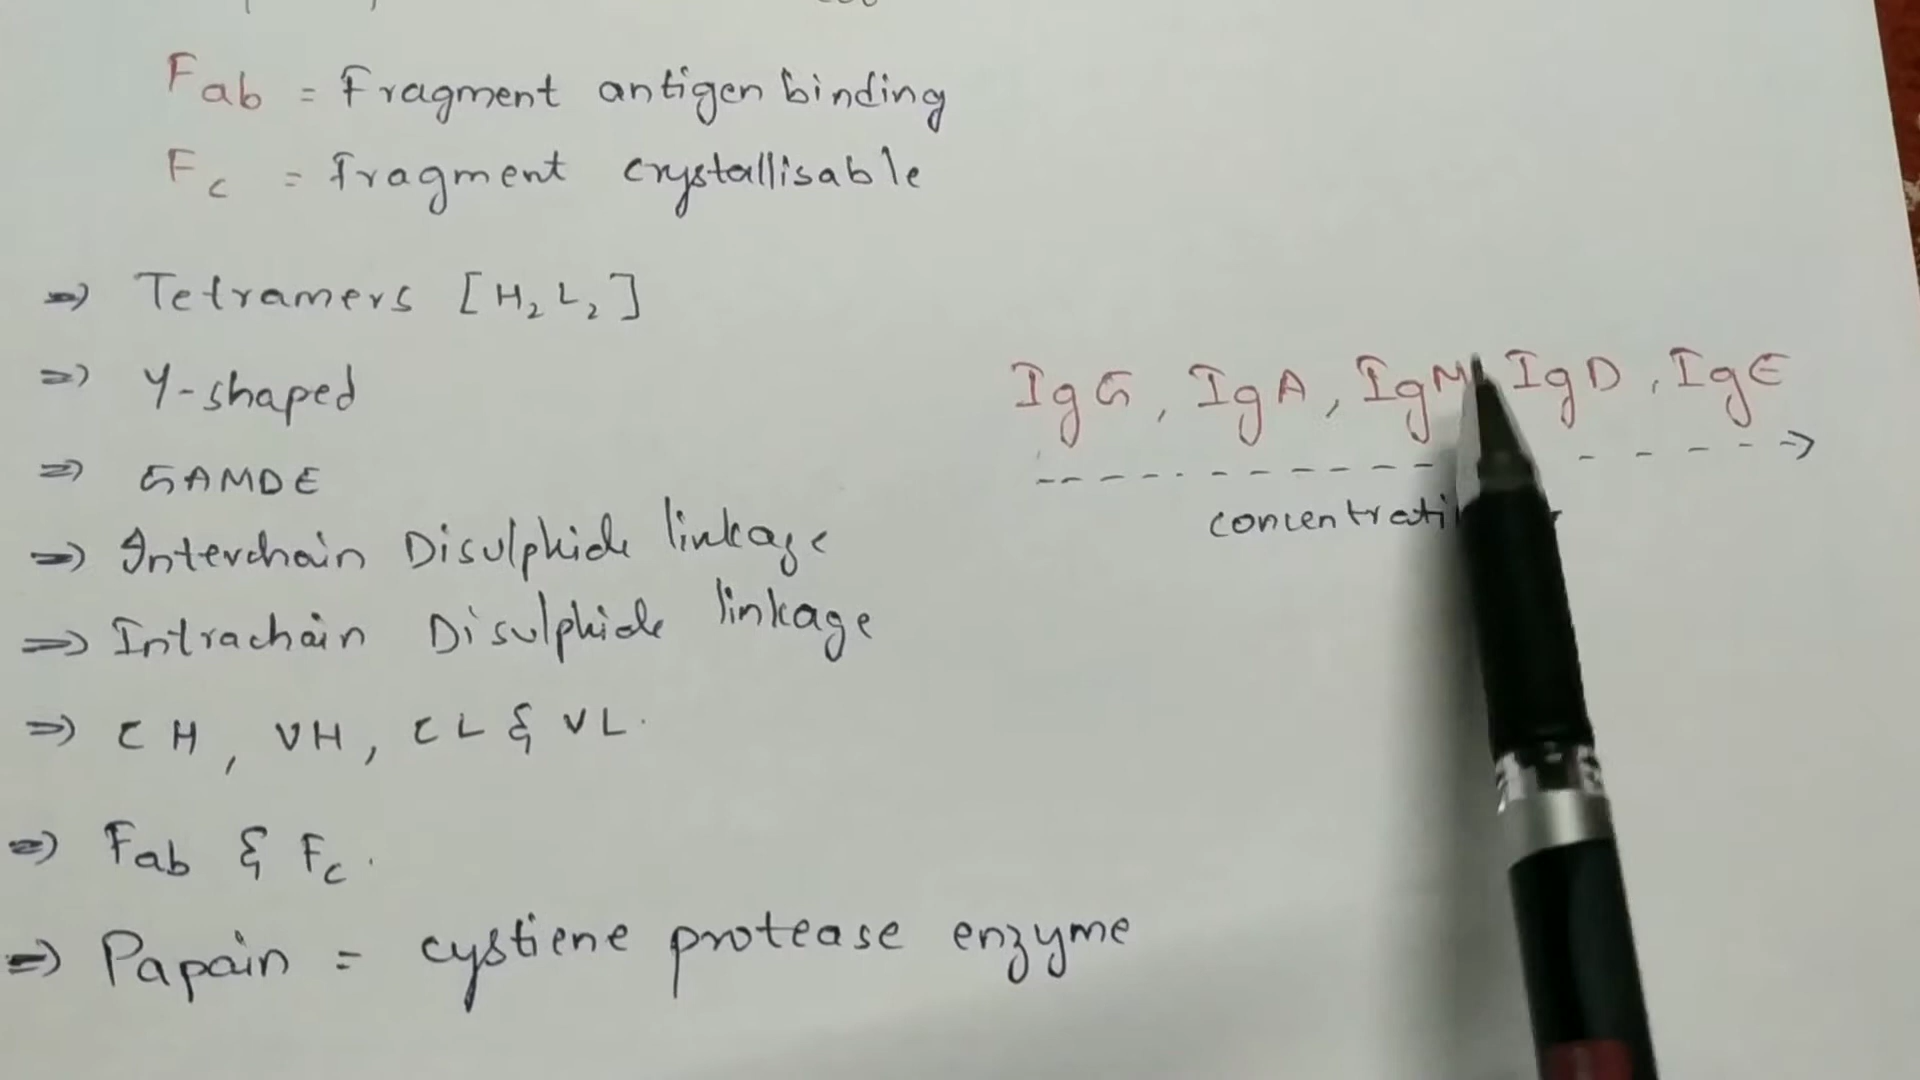 Fab = Fragment antigen binding
Fc = Fragment crystallisable
⇒ Tetramers [H₂L₂]
⇒ Y-shaped
⇒ GAMDE
⇒ Interchain Disulphide linkage
⇒ Intrachain Disulphide linkage
⇒ CH, VH, CL & VL.
⇒ Fab & Fc.
⇒ Papain = cystiene protease enzyme
IgG, IgA, IgM IgD, IgE